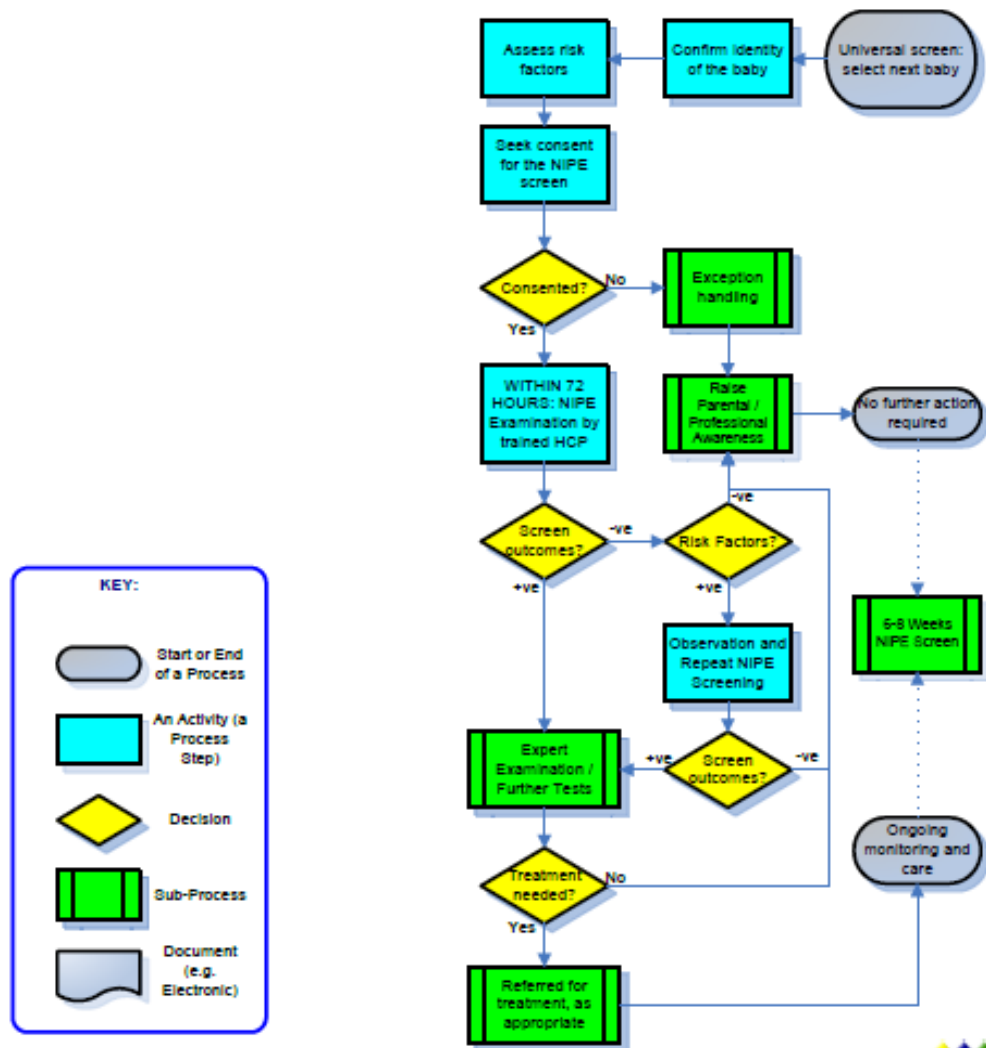 Universal screen:
select next baby
Confirm identity
of the baby
Assess risk
factors
Seek consent
for the NIPE
screen
Consented?
No
Yes
Exception
handling
WITHIN 72
HOURS: NIPE
Examination by
trained HCP
Raise
Parental /
Professional
Awareness
No further action
required
Screen
outcomes?
-ve
+ve
Risk Factors?
-ve
+ve
Observation and
Repeat NIPE
Screening
6-8 Weeks
NIPE Screen
Screen
outcomes?
+ve
-ve
Expert
Examination /
Further Tests
Treatment
needed?
No
Yes
Referred for
treatment, as
appropriate
Ongoing
monitoring and
care
KEY:
Start or End
of a Process
An Activity (a
Process
Step)
Decision
Sub-Process
Document
(e.g.
Electronic)